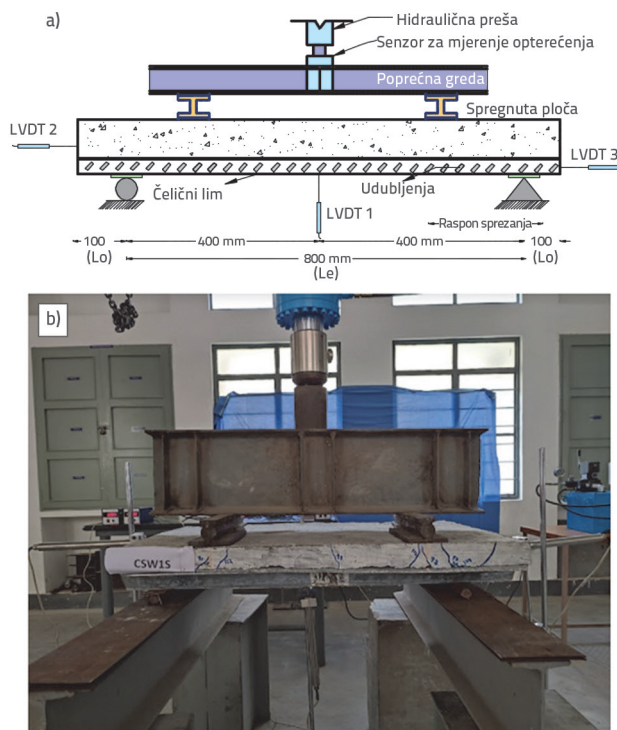 a)
Hidraulična preša
Senzor za mjerenje opterećenja
Poprečna greda
Spregnuta ploča
LVDT 2
LVDT 3
Čelični lim
Udubljenja
LVDT 1
Raspon sprezanja
100
400 mm
400 mm
100
(Lo)
800 mm
(Lo)
(Le)
b)
CSW1S